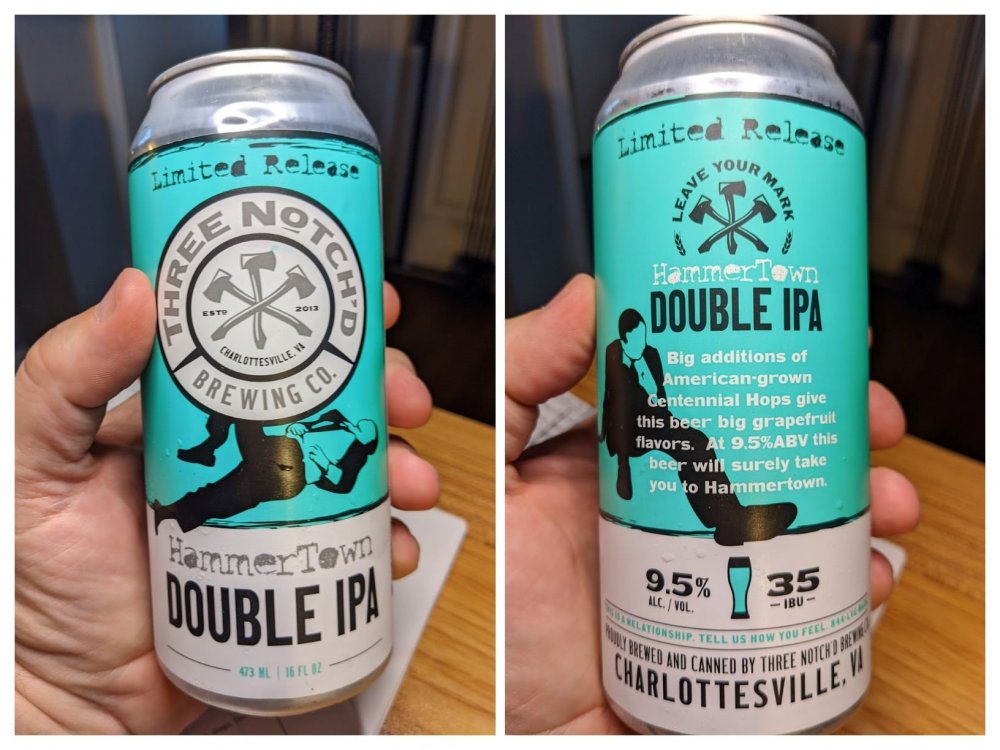 Limited Release
THREE NOTCH'D
ESTD 2013
CHARLOTTESVILLE, VA
BREWING CO.
HammerTown
DOUBLE IPA
473 ML | 16 FL OZ
Limited Release
LEAVE YOUR MARK
HammerTown
DOUBLE IPA
Big additions of
American-grown
Centennial Hops give
this beer big grapefruit
flavors. At 9.5%ABV this
beer will surely take
you to Hammertown.
9.5%
ALC. / VOL.
35
IBU
THIS IS A RELATIONSHIP. TELL US HOW YOU FEEL.
PROUDLY BREWED AND CANNED BY THREE NOTCH'D BREWING
CHARLOTTESVILLE, VA